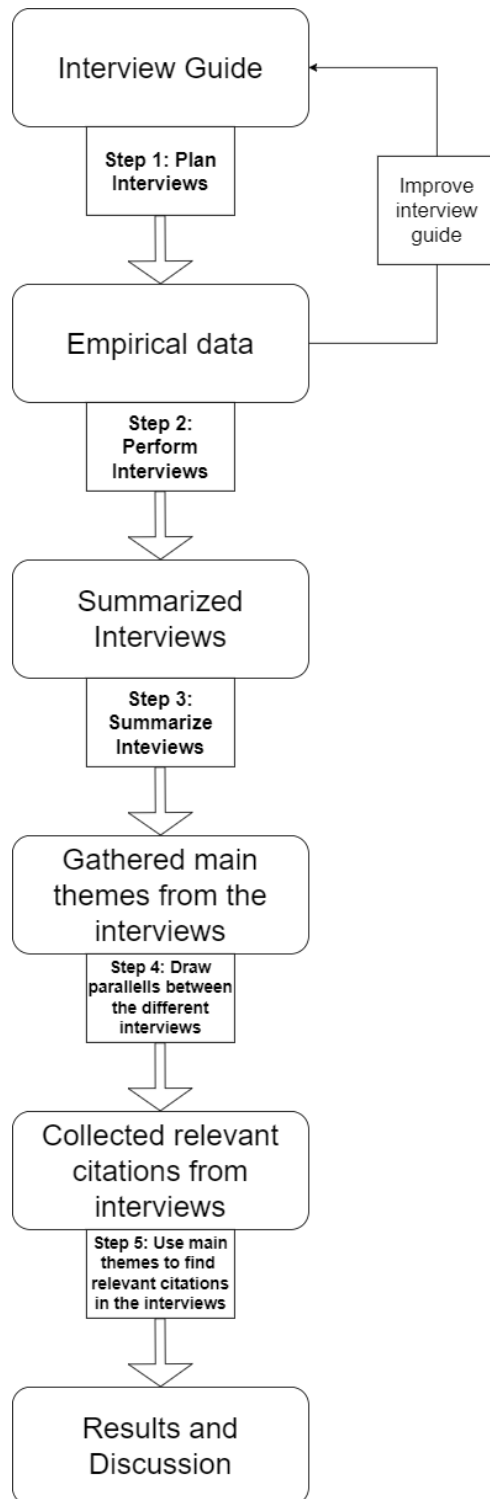 Interview Guide
Step 1: Plan
Interviews
Improve
interview
guide
Empirical data
Step 2:
Perform
Interviews
Summarized
Interviews
Step 3:
Summarize
Inteviews
Gathered main
themes from the
interviews
Step 4: Draw
parallells between
the different
interviews
Collected relevant
citations from
interviews
Step 5: Use main
themes to find
relevant citations
in the interviews
Results and
Discussion